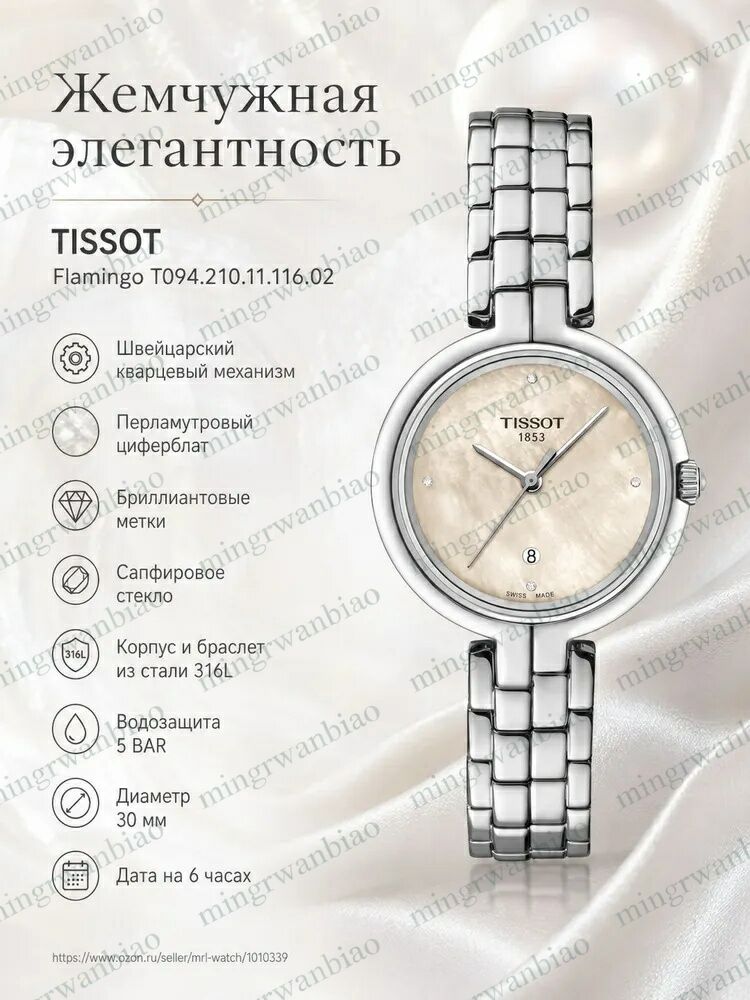 Жемчужная
элегантность
TISSOT
Flamingo T094.210.11.116.02
Швейцарский
кварцевый механизм
Перламутровый
циферблат
Бриллиантовые
метки
Сапфировое
стекло
316L
Корпус и браслет
из стали 316L
Водозащита
5 BAR
Диаметр
30 мм
Дата на 6 часах
https://www.ozon.ru/seller/mrl-watch/1010339
TISSOT
1853
8
SWISS MADE
mingrwanbiao